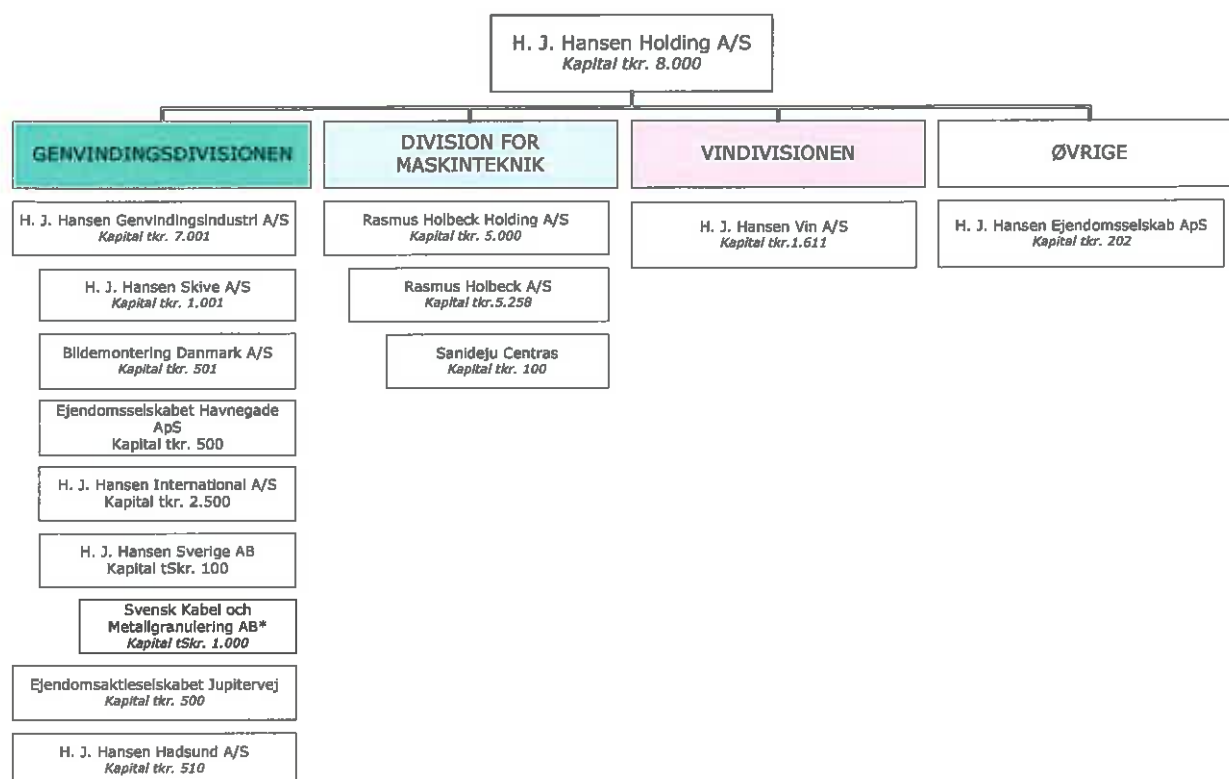 H. J. Hansen Holding A/S
Kapital tkr. 8.000
GENVINDINGSDIVISIONEN
DIVISION FOR
MASKINTEKNIK
VINDIVISIONEN
ØVRIGE
H. J. Hansen Genvindingsindustri A/S
Kapital tkr. 7.001
H. J. Hansen Skive A/S
Kapital tkr. 1.001
Bildemontering Danmark A/S
Kapital tkr. 501
Ejendomsselskabet Havnegade
ApS
Kapital tkr. 500
H. J. Hansen International A/S
Kapital tkr. 2.500
H. J. Hansen Sverige AB
Kapital tSkr. 100
Svensk Kabel och
Metallgranulering AB*
Kapital tSkr. 1.000
Ejendomsaktieselskabet Jupitervej
Kapital tkr. 500
H. J. Hansen Hadsund A/S
Kapital tkr. 510
Rasmus Holbeck Holding A/S
Kapital tkr. 5.000
Rasmus Holbeck A/S
Kapital tkr.5.258
Sanideju Centras
Kapital tkr. 100
H. J. Hansen Vin A/S
Kapital tkr.1.611
H. J. Hansen Ejendomsselskab ApS
Kapital tkr. 202